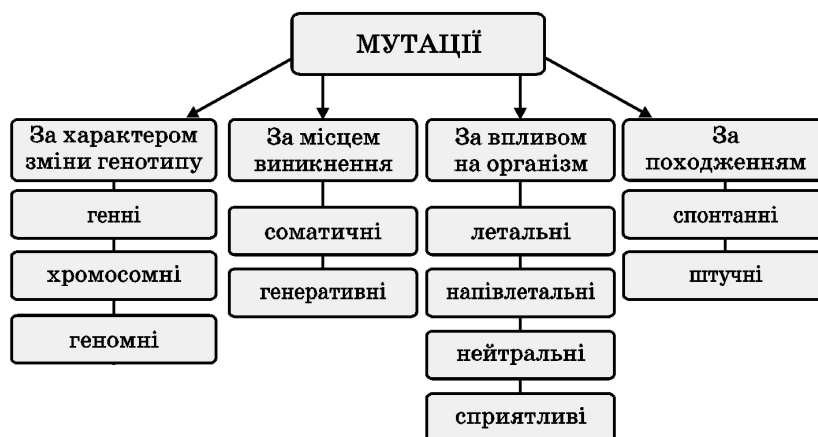 МУТАЦІЇ
За характером
зміни генотипу
генні
хромосомні
геномні
За місцем
виникнення
соматичні
генеративні
За впливом
на організм
летальні
напівлетальні
нейтральні
сприятливі
За
походженням
спонтанні
штучні